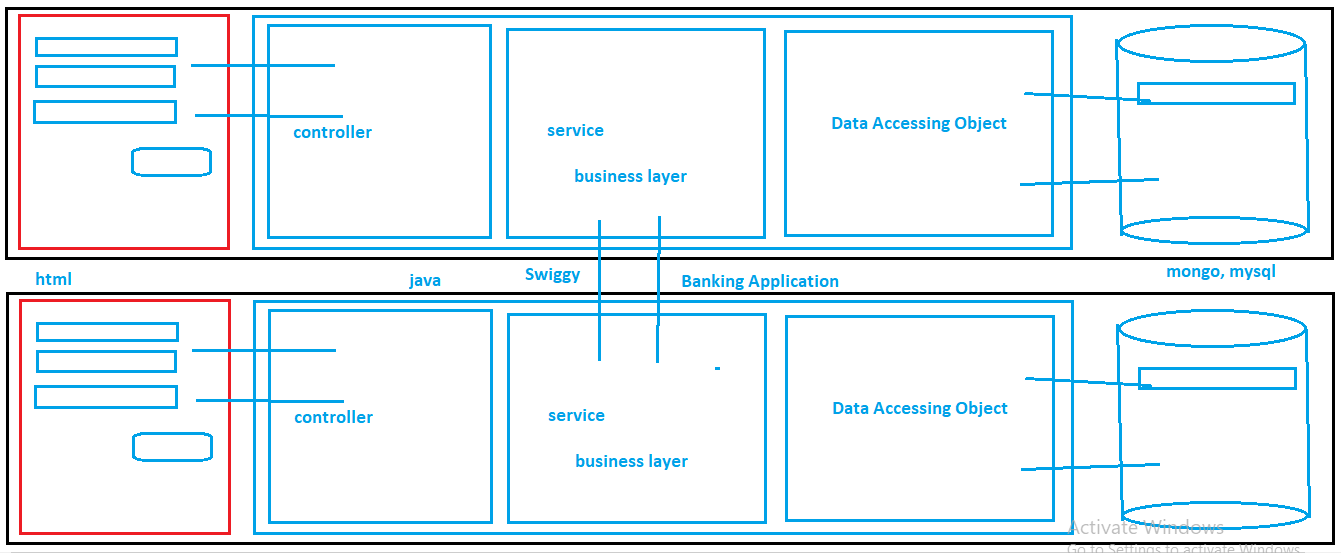 controller
service
business layer
Data Accessing Object
html
java
Swiggy
Banking Application
mongo, mysql
controller
service
business layer
Data Accessing Object
Activate Windows
Go to Settings to activate Windows.